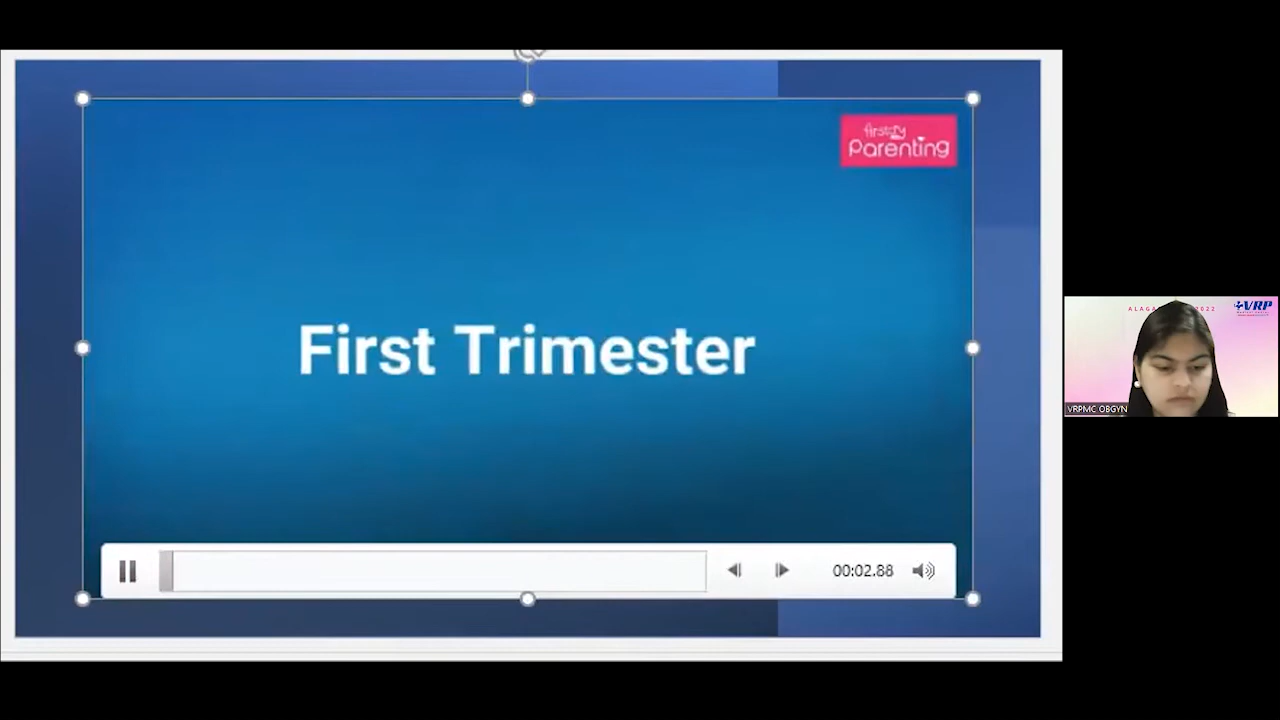 firstcry
Parenting
First Trimester
00:02.88
VRP
VRPMC OBGYN